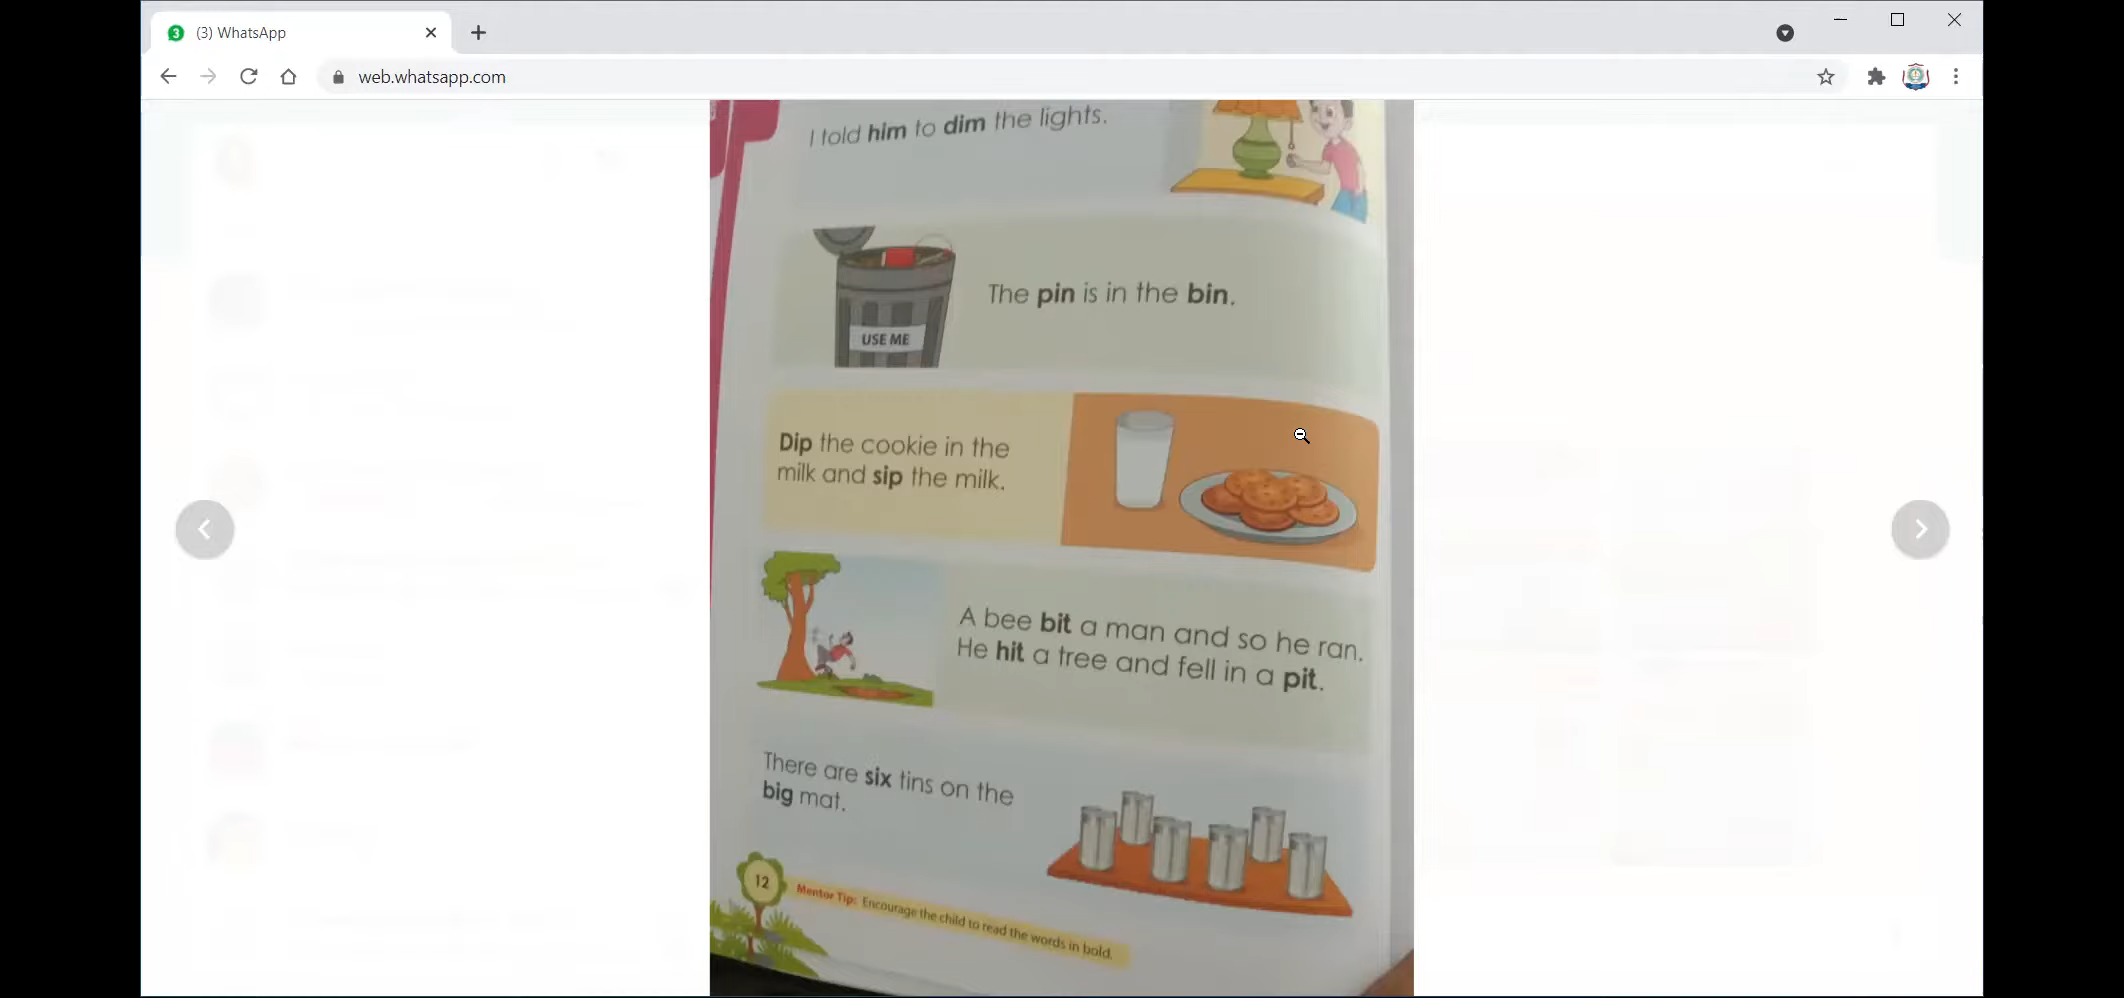 (3) WhatsApp
web.whatsapp.com
I told him to dim the lights.
The pin is in the bin.
USE ME
Dip the cookie in the
milk and sip the milk.
A bee bit a man and so he ran.
He hit a tree and fell in a pit.
There are six tins on the
big mat.
12
Mentor Tip: Encourage the child to read the words in bold.